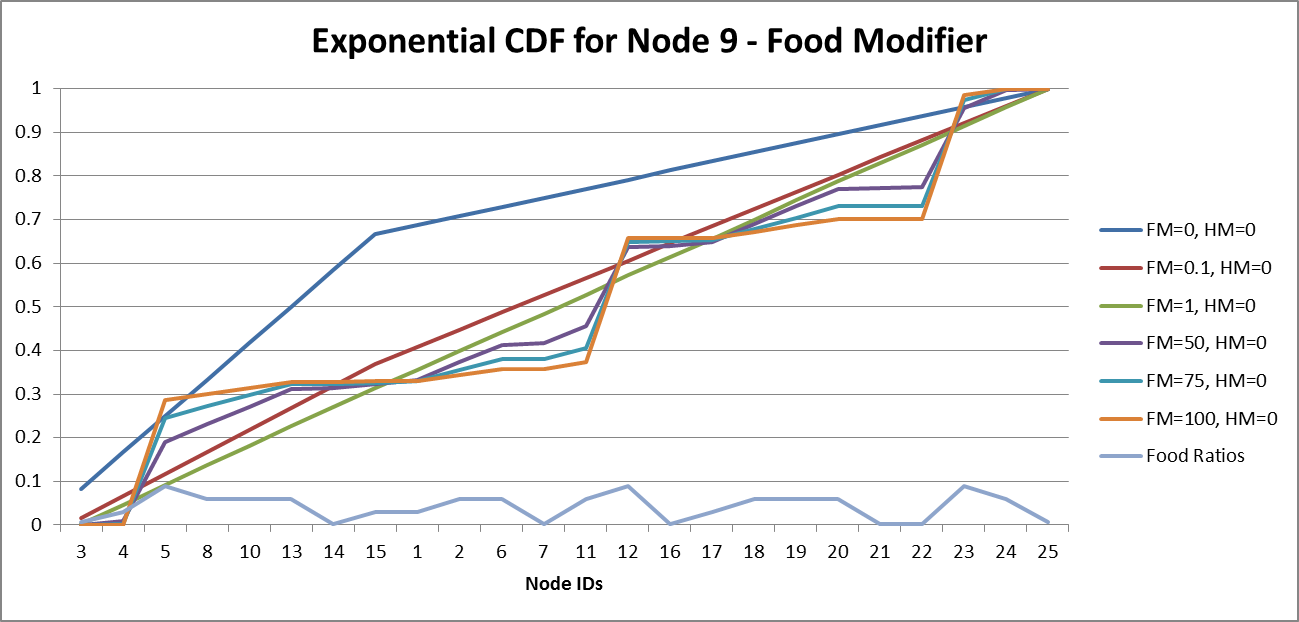 Exponential CDF for Node 9 - Food Modifier
1
0.9
0.8
0.7
0.6
0.5
0.4
0.3
0.2
0.1
0
3 4 5 8 10 13 14 15 1 2 6 7 11 12 16 17 18 19 20 21 22 23 24 25
Node IDs
FM=0, HM=0
FM=0.1, HM=0
FM=1, HM=0
FM=50, HM=0
FM=75, HM=0
FM=100, HM=0
Food Ratios